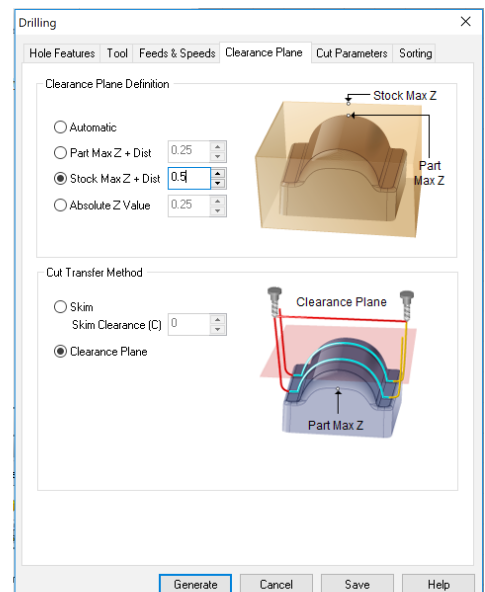 Drilling
Hole Features Tool Feeds & Speeds Clearance Plane Cut Parameters Sorting
Clearance Plane Definition
Automatic
Part Max Z + Dist 0.25
Stock Max Z + Dist 0.5
Absolute Z Value 0.25
Stock Max Z
Part
Max Z
Cut Transfer Method
Skim
Skim Clearance (C) 0
Clearance Plane
Clearance Plane
Part Max Z
Generate Cancel Save Help